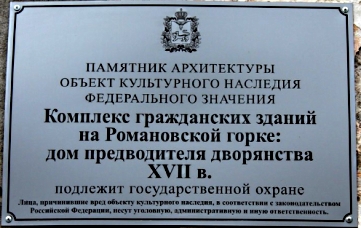 ПАМЯТНИК АРХИТЕКТУРЫ
ОБЪЕКТ КУЛЬТУРНОГО НАСЛЕДИЯ
ФЕДЕРАЛЬНОГО ЗНАЧЕНИЯ
Комплекс гражданских зданий
на Романовской горке:
дом предводителя дворянства
XVII в.
подлежит государственной охране
Лица, причинившие вред объекту культурного наследия, в соответствии с законодательством
Российской Федерации, несут уголовную, административную и иную ответственность.